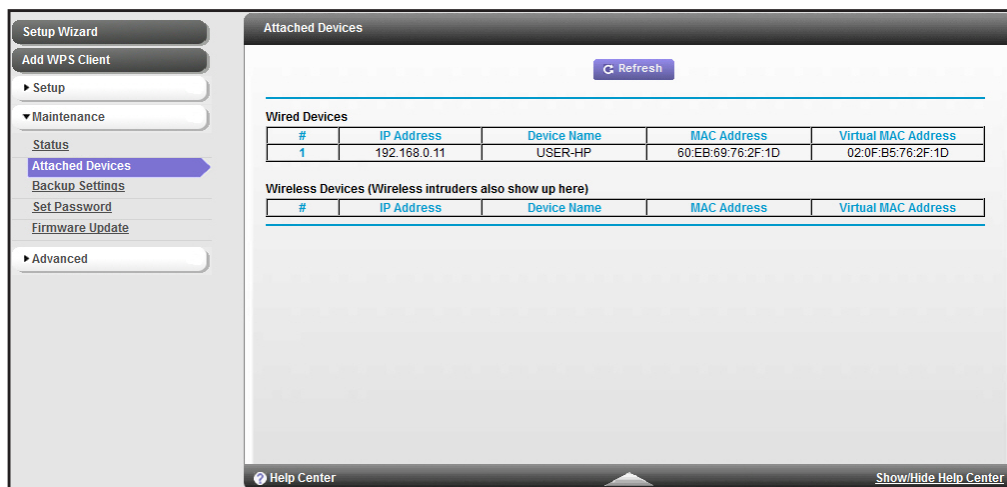 Setup Wizard
Add WPS Client
Setup
Maintenance
Status
Attached Devices
Backup Settings
Set Password
Firmware Update
Advanced
Attached Devices
Refresh
Wired Devices
# IP Address Device Name MAC Address Virtual MAC Address
1 192.168.0.11 USER-HP 60:EB:69:76:2F:1D 02:0F:B5:76:2F:1D
Wireless Devices (Wireless intruders also show up here)
# IP Address Device Name MAC Address Virtual MAC Address
? Help Center Show/Hide Help Center